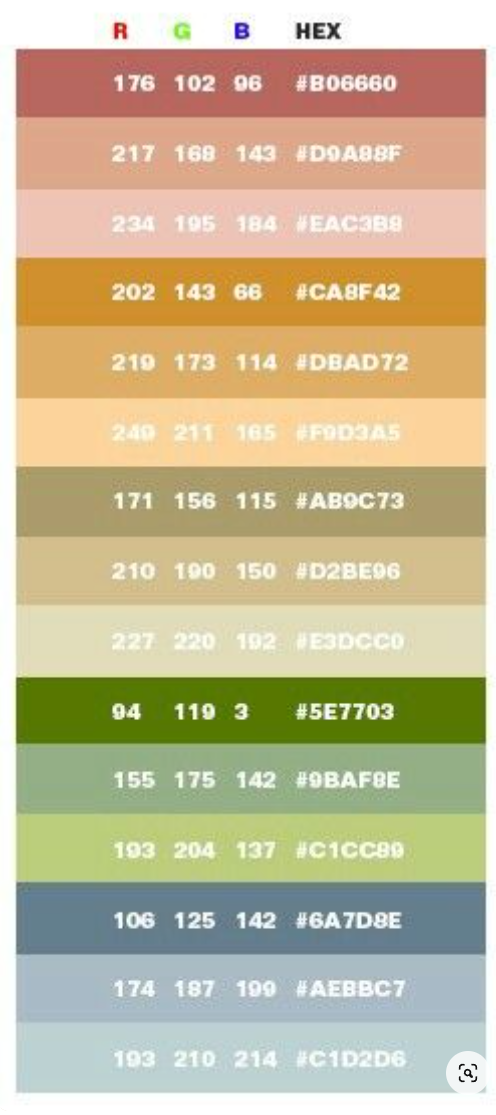 R G B HEX
176 102 96 #B06660
217 168 143 #D9A88F
234 195 184 #EAC3B8
202 143 66 #CA8F42
219 173 114 #DBAD72
249 211 165 #F9D3A5
171 156 115 #AB9C73
210 190 150 #D2BE96
227 220 192 #E3DCC0
94 119 3 #5E7703
155 175 142 #9BAF8E
193 204 137 #C1CC89
106 125 142 #6A7D8E
174 187 199 #AEBBC7
193 210 214 #C1D2D6